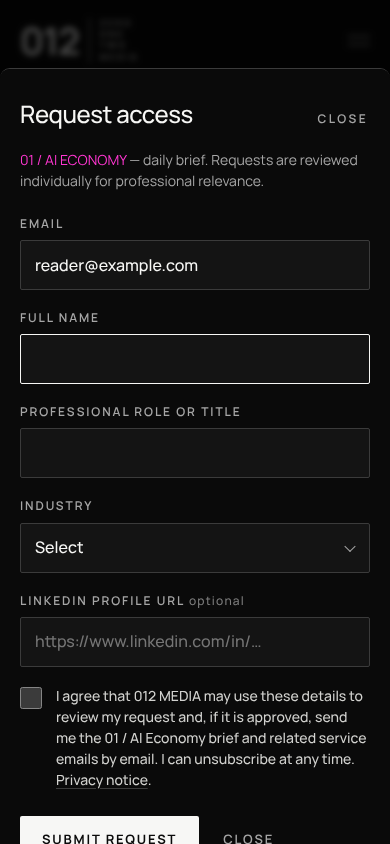 012
Request access
CLOSE
01 / AI ECONOMY — daily brief. Requests are reviewed
individually for professional relevance.
EMAIL
reader@example.com
FULL NAME
PROFESSIONAL ROLE OR TITLE
INDUSTRY
Select
LINKEDIN PROFILE URL optional
https://www.linkedin.com/in/...
I agree that 012 MEDIA may use these details to
review my request and, if it is approved, send
me the 01 / AI Economy brief and related service
emails by email. I can unsubscribe at any time.
Privacy notice.
SUBMIT REQUEST
CLOSE